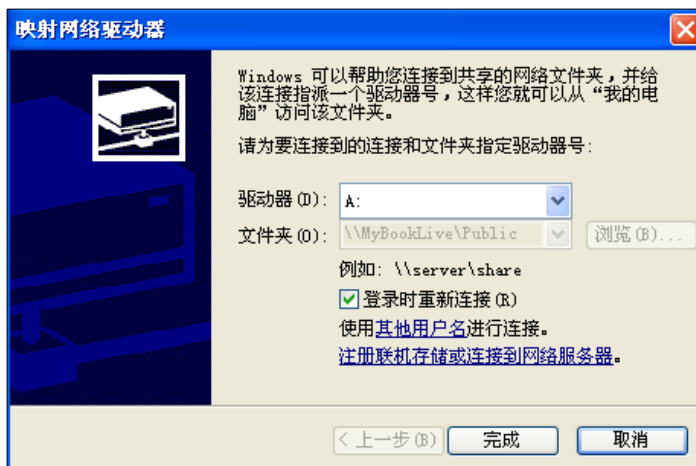 映射网络驱动器
Windows 可以帮助您连接到共享的网络文件夹，并给
该连接指派一个驱动器号，这样您就可以从“我的电
脑”访问该文件夹。
请为要连接到的连接和文件夹指定驱动器号:
驱动器(D): A:
文件夹(O): \\MyBookLive\Public 浏览(B)...
例如: \\server\share
登录时重新连接(R)
使用其他用户名进行连接。
注册联机存储或连接到网络服务器。
< 上一步(B) 完成 取消